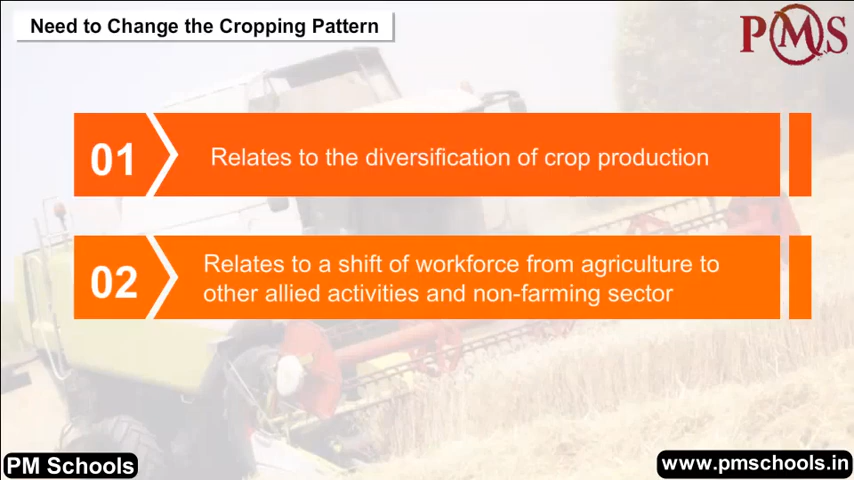 Need to Change the Cropping Pattern
PMS
01
Relates to the diversification of crop production
02
Relates to a shift of workforce from agriculture to
other allied activities and non-farming sector
PM Schools
www.pmschools.in